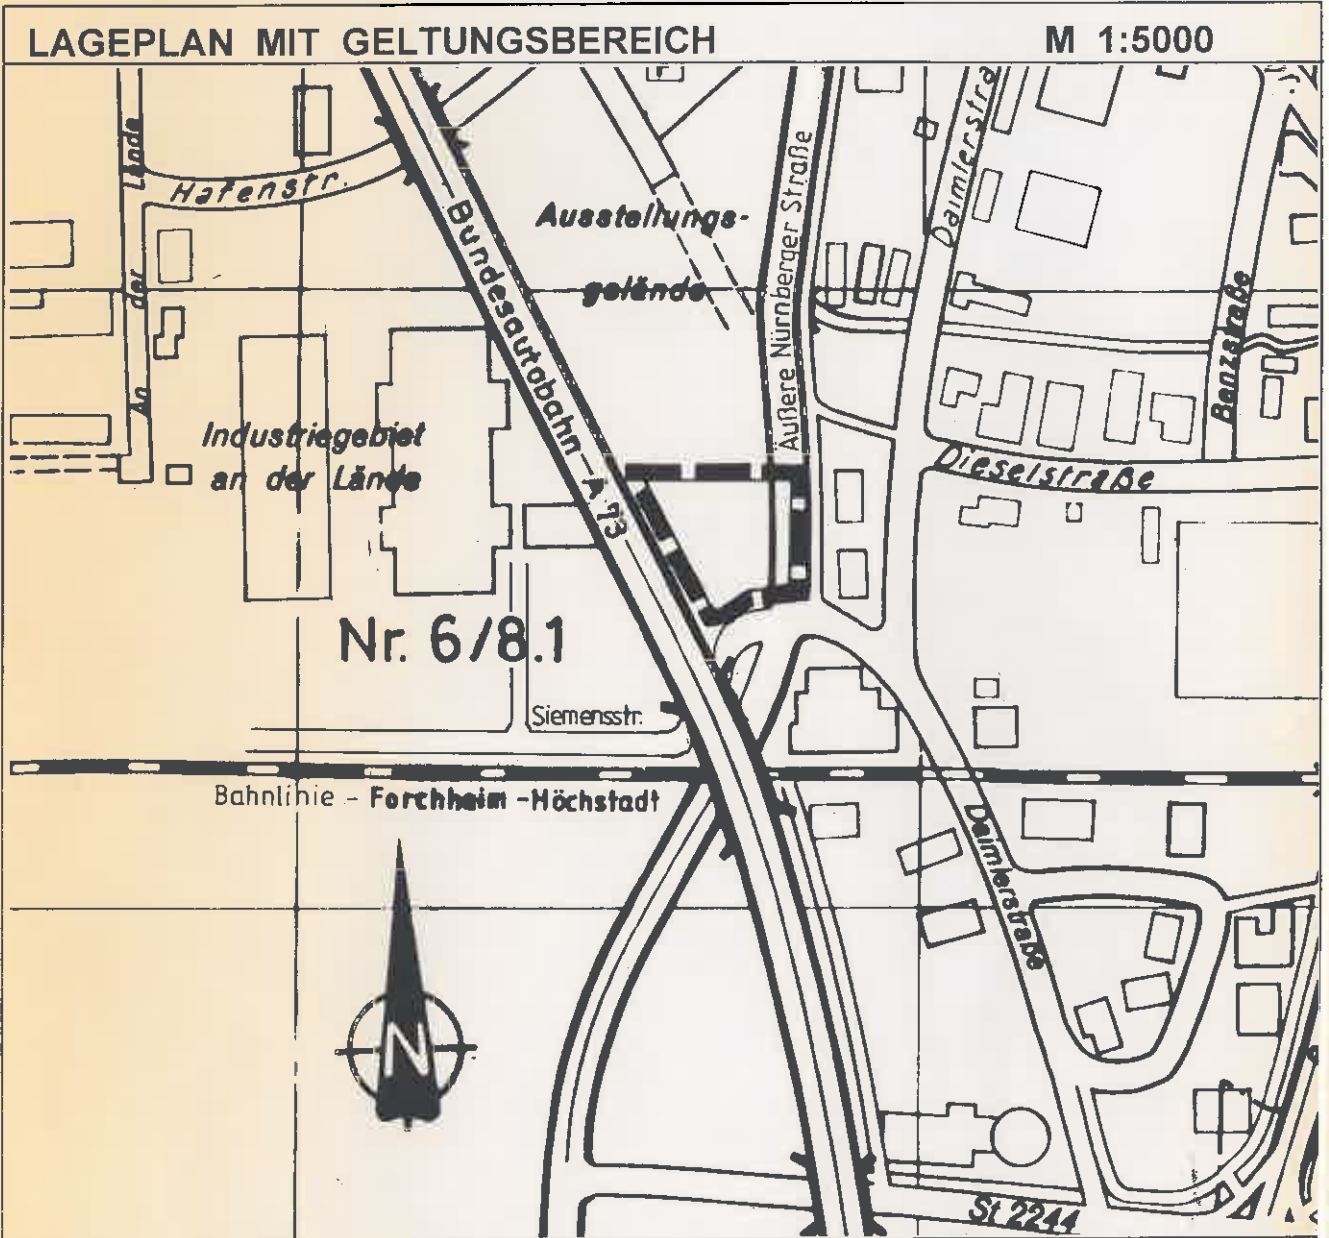 LAGEPLAN MIT GELTUNGSBEREICH M 1:5000
An der Lände
Hafenstr.
Bundesautobahn - A 73
Ausstellungs-
gelände
Äußere Nürnberger Straße
Daimlerstra
Benzstraße
Industriegebiet
an der Lände
Dieselstraße
Nr. 6/8.1
Siemensstr.
Bahnlinie - Forchheim - Höchstadt
Daimlerstraße
N
St 2244